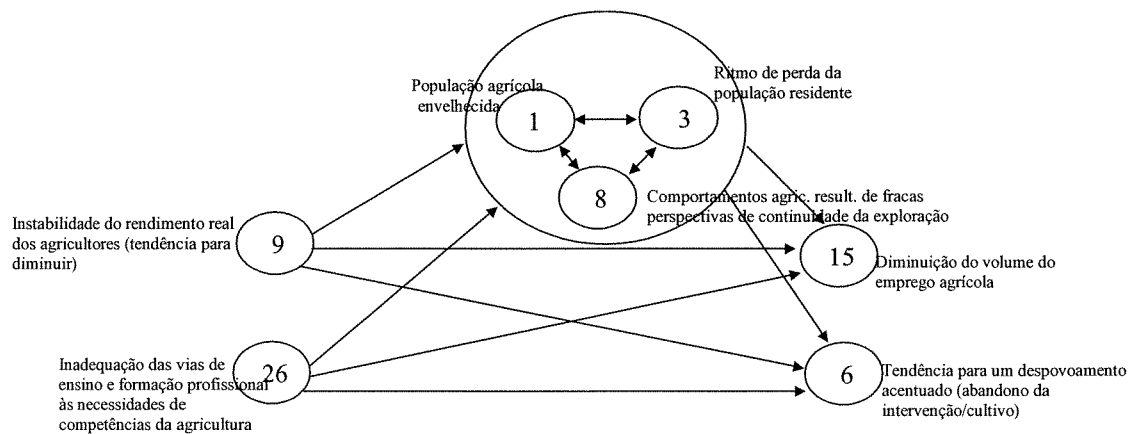 População agrícola
envelhecida
Ritmo de perda da
população residente
1
3
8
Comportamentos agric. result. de fracas
perspectivas de continuidade da exploração
Instabilidade do rendimento real
dos agricultores (tendência para
diminuir)
9
15
Diminuição do volume do
emprego agrícola
Inadequação das vias de
ensino e formação profissional
às necessidades de
competências da agricultura
26
6
Tendência para um despovoamento
acentuado (abandono da
intervenção/cultivo)